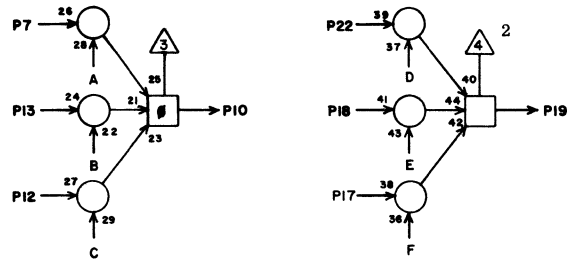 P7 26 28 A 3 25
P13 24 22 B 21 ø 23 P10
P12 27 29 C
P22 39 37 D 4 2 40
P18 41 43 E 44 42 P19
P17 38 36 F